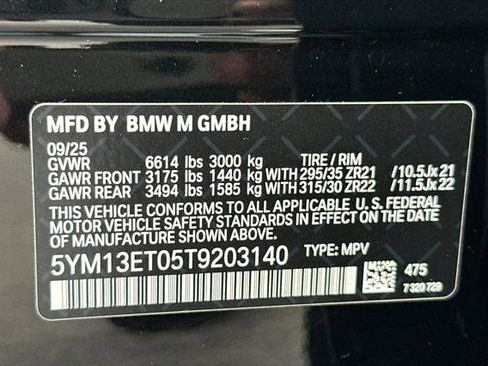 MFD BY BMW M GMBH
09/25
GVWR 6614 lbs 3000 kg TIRE / RIM
GAWR FRONT 3175 lbs 1440 kg WITH 295/35 ZR21 /10.5Jx21
GAWR REAR 3494 lbs 1585 kg WITH 315/30 ZR22 /11.5Jx22
THIS VEHICLE CONFORMS TO ALL APPLICABLE U. S. FEDERAL
MOTOR VEHICLE SAFETY STANDARDS IN EFFECT ON THE
DATE OF MANUFACTURE SHOWN ABOVE.
5YM13ET05T9203140 TYPE: MPV
475
7320729